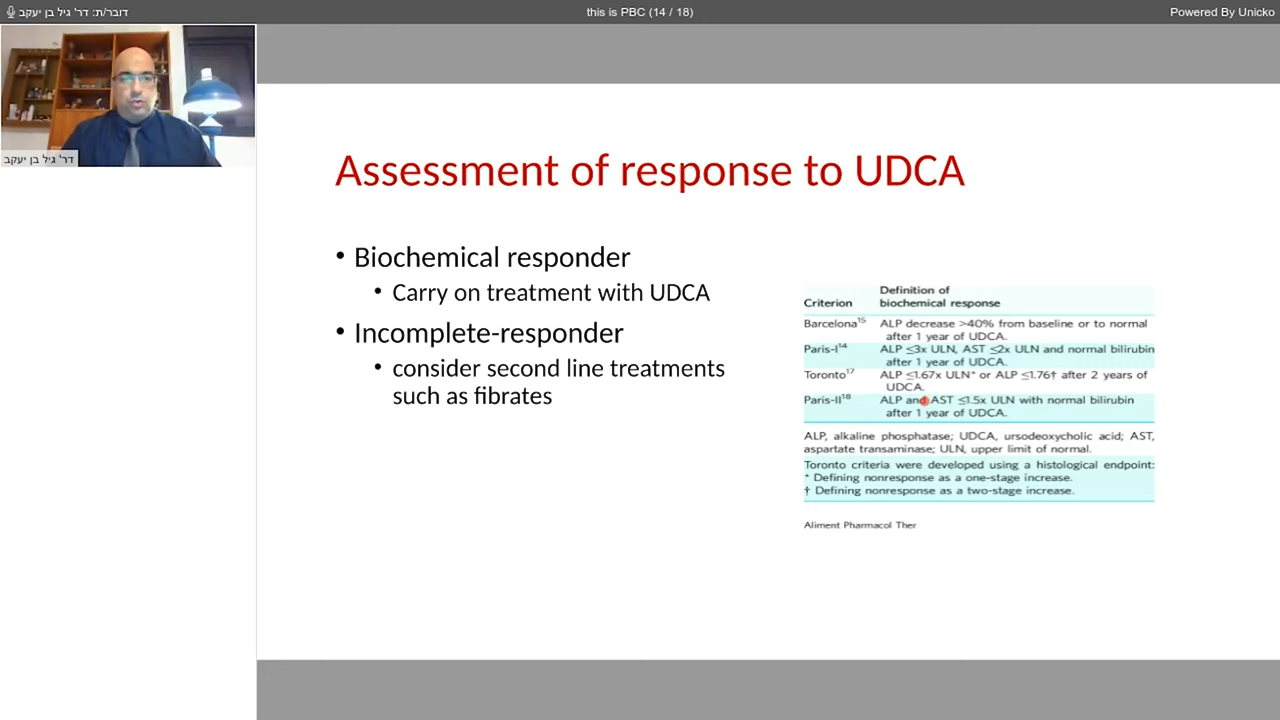 דובר/ת: דר' גיל בן יעקב
this is PBC (14 / 18)
Powered By Unicko
דר' גיל בן יעקב
Assessment of response to UDCA
• Biochemical responder
• Carry on treatment with UDCA
• Incomplete-responder
• consider second line treatments
such as fibrates
Definition of
Criterion biochemical response
Barcelona¹⁵ ALP decrease >40% from baseline or to normal
after 1 year of UDCA.
Paris-I¹⁴ ALP ≤3x ULN, AST ≤2x ULN and normal bilirubin
after 1 year of UDCA.
Toronto¹⁷ ALP ≤1.67x ULN* or ALP ≤1.76† after 2 years of
UDCA.
Paris-II¹⁸ ALP and AST ≤1.5x ULN with normal bilirubin
after 1 year of UDCA.
ALP, alkaline phosphatase; UDCA, ursodeoxycholic acid; AST,
aspartate transaminase; ULN, upper limit of normal.
Toronto criteria were developed using a histological endpoint:
* Defining nonresponse as a one-stage increase.
† Defining nonresponse as a two-stage increase.
Aliment Pharmacol Ther